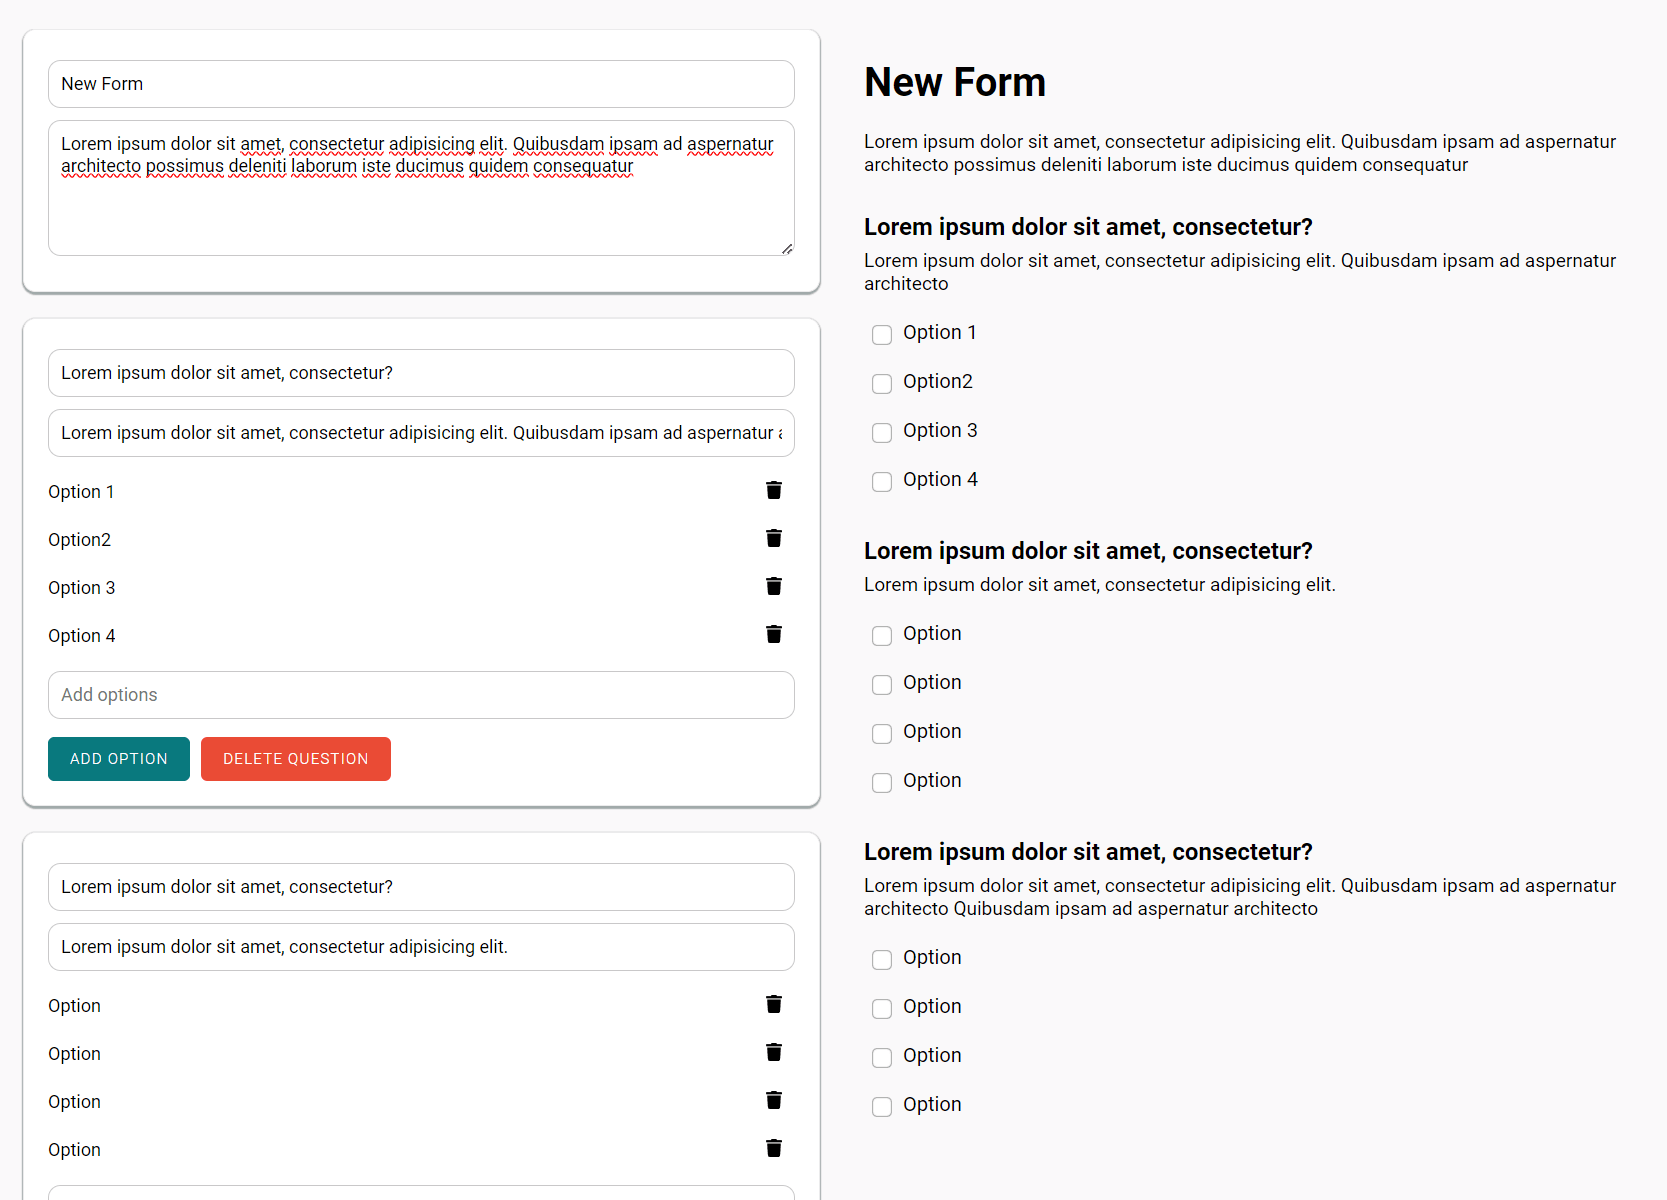 New Form
Lorem ipsum dolor sit amet, consectetur adipisicing elit. Quibusdam ipsam ad aspernatur
architecto possimus deleniti laborum iste ducimus quidem consequatur
Lorem ipsum dolor sit amet, consectetur?
Lorem ipsum dolor sit amet, consectetur adipisicing elit. Quibusdam ipsam ad aspernatur
Option 1
Option2
Option 3
Option 4
Add options
ADD OPTION
DELETE QUESTION
Lorem ipsum dolor sit amet, consectetur?
Lorem ipsum dolor sit amet, consectetur adipisicing elit.
Option
Option
Option
Option
New Form
Lorem ipsum dolor sit amet, consectetur adipisicing elit. Quibusdam ipsam ad aspernatur
architecto possimus deleniti laborum iste ducimus quidem consequatur
Lorem ipsum dolor sit amet, consectetur?
Lorem ipsum dolor sit amet, consectetur adipisicing elit. Quibusdam ipsam ad aspernatur
architecto
Option 1
Option2
Option 3
Option 4
Lorem ipsum dolor sit amet, consectetur?
Lorem ipsum dolor sit amet, consectetur adipisicing elit.
Option
Option
Option
Option
Lorem ipsum dolor sit amet, consectetur?
Lorem ipsum dolor sit amet, consectetur adipisicing elit. Quibusdam ipsam ad aspernatur
architecto Quibusdam ipsam ad aspernatur architecto
Option
Option
Option
Option